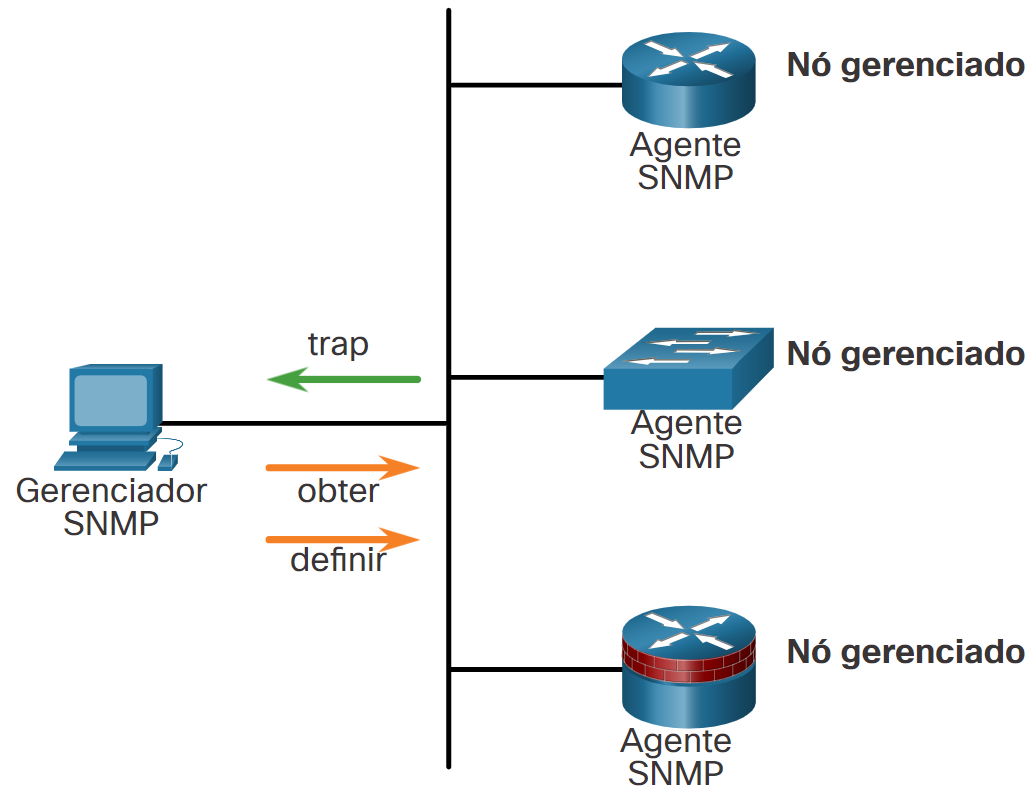 Nó gerenciado
Agente
SNMP
trap
Nó gerenciado
Agente
SNMP
Gerenciador
SNMP
obter
definir
Nó gerenciado
Agente
SNMP